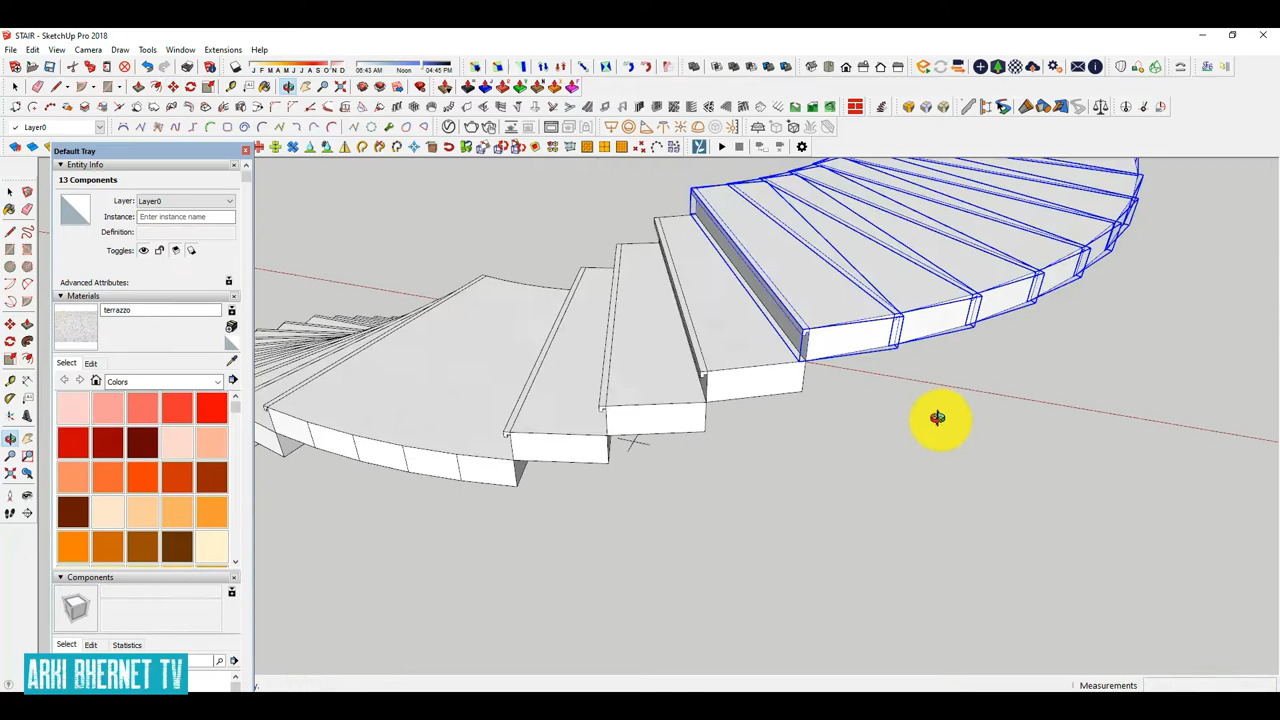 STAIR - SketchUp Pro 2018
File Edit View Camera Draw Tools Window Extensions Help
J F M A M J J A S O N D 06:43 AM Noon 04:45 PM
Layer0
Default Tray
Entity Info
13 Components
Layer: Layer0
Instance: Enter instance name
Definition:
Toggles:
Advanced Attributes:
Materials
terrazzo
Select Edit
Colors
Components
Select Edit Statistics
ARKI BHERNET TV
Measurements